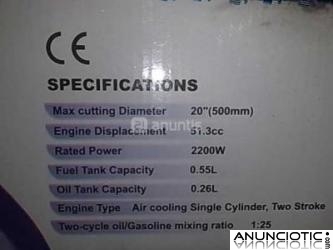 CE
SPECIFICATIONS
Max cutting Diameter 20"(500mm)
Engine Displacement 51.3cc
Rated Power 2200W
Fuel Tank Capacity 0.55L
Oil Tank Capacity 0.26L
Engine Type Air cooling Single Cylinder, Two Stroke
Two-cycle oil/Gasoline mixing ratio 1:25
anuntis
ANUNCIOTIC